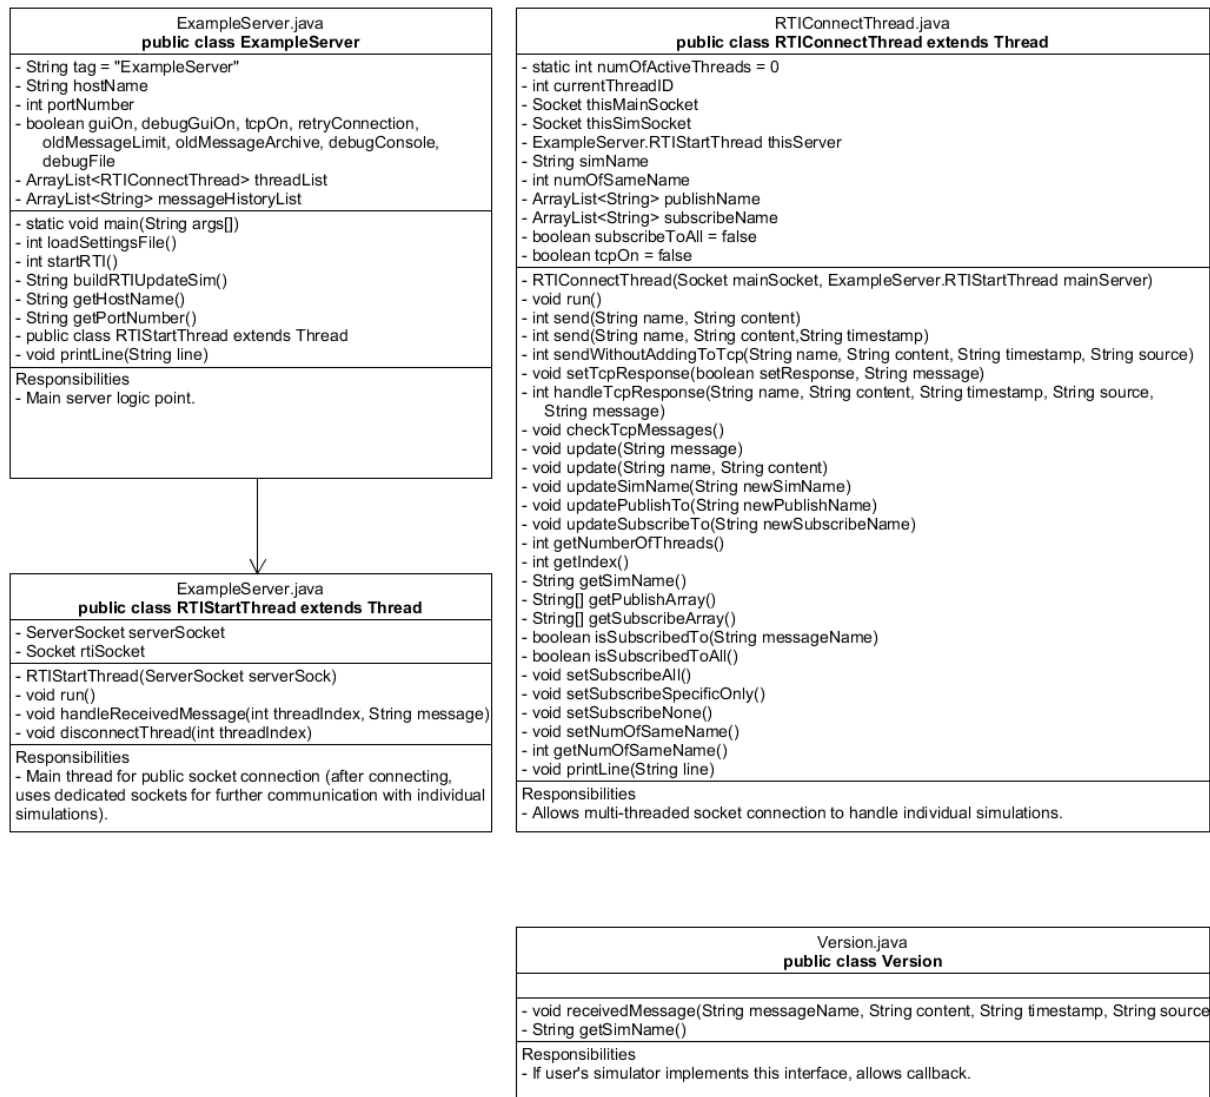 ExampleServer.java
public class ExampleServer
- String tag = "ExampleServer"
- String hostName
- int portNumber
- boolean guiOn, debugGuiOn, tcpOn, retryConnection,
oldMessageLimit, oldMessageArchive, debugConsole,
debugFile
- ArrayList<RTIConnectThread> threadList
- ArrayList<String> messageHistoryList
- static void main(String args[])
- int loadSettingsFile()
- int startRTI()
- String buildRTIUpdateSim()
- String getHostName()
- String getPortNumber()
- public class RTIStartThread extends Thread
- void printLine(String line)
Responsibilities
- Main server logic point.
ExampleServer.java
public class RTIStartThread extends Thread
- ServerSocket serverSocket
- Socket rtiSocket
- RTIStartThread(ServerSocket serverSock)
- void run()
- void handleReceivedMessage(int threadIndex, String message)
- void disconnectThread(int threadIndex)
Responsibilities
- Main thread for public socket connection (after connecting,
uses dedicated sockets for further communication with individual
simulations).
RTIConnectThread.java
public class RTIConnectThread extends Thread
- static int numOfActiveThreads = 0
- int currentThreadID
- Socket thisMainSocket
- Socket thisSimSocket
- ExampleServer.RTIStartThread thisServer
- String simName
- int numOfSameName
- ArrayList<String> publishName
- ArrayList<String> subscribeName
- boolean subscribeToAll = false
- boolean tcpOn = false
- RTIConnectThread(Socket mainSocket, ExampleServer.RTIStartThread mainServer)
- void run()
- int send(String name, String content)
- int send(String name, String content,String timestamp)
- int sendWithoutAddingToTcp(String name, String content, String timestamp, String source)
- void setTcpResponse(boolean setResponse, String message)
- int handleTcpResponse(String name, String content, String timestamp, String source,
String message)
- void checkTcpMessages()
- void update(String message)
- void update(String name, String content)
- void updateSimName(String newSimName)
- void updatePublishTo(String newPublishName)
- void updateSubscribeTo(String newSubscribeName)
- int getNumberOfThreads()
- int getIndex()
- String getSimName()
- String[] getPublishArray()
- String[] getSubscribeArray()
- boolean isSubscribedTo(String messageName)
- boolean isSubscribedToAll()
- void setSubscribeAll()
- void setSubscribeSpecificOnly()
- void setSubscribeNone()
- void setNumOfSameName()
- int getNumOfSameName()
- void printLine(String line)
Responsibilities
- Allows multi-threaded socket connection to handle individual simulations.
Version.java
public class Version
- void receivedMessage(String messageName, String content, String timestamp, String source
- String getSimName()
Responsibilities
- If user's simulator implements this interface, allows callback.